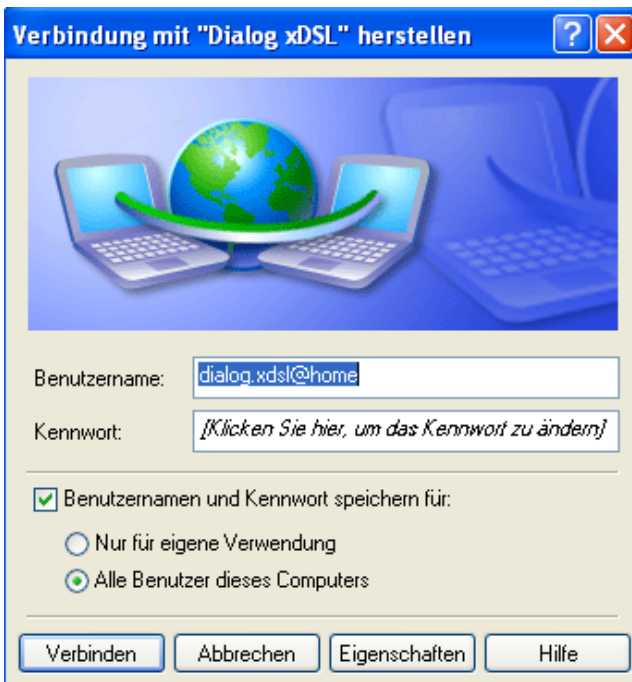 Verbindung mit "Dialog xDSL" herstellen
Benutzername: dialog.xdsl@home
Kennwort: [Klicken Sie hier, um das Kennwort zu ändern]
Benutzernamen und Kennwort speichern für:
Nur für eigene Verwendung
Alle Benutzer dieses Computers
Verbinden Abbrechen Eigenschaften Hilfe